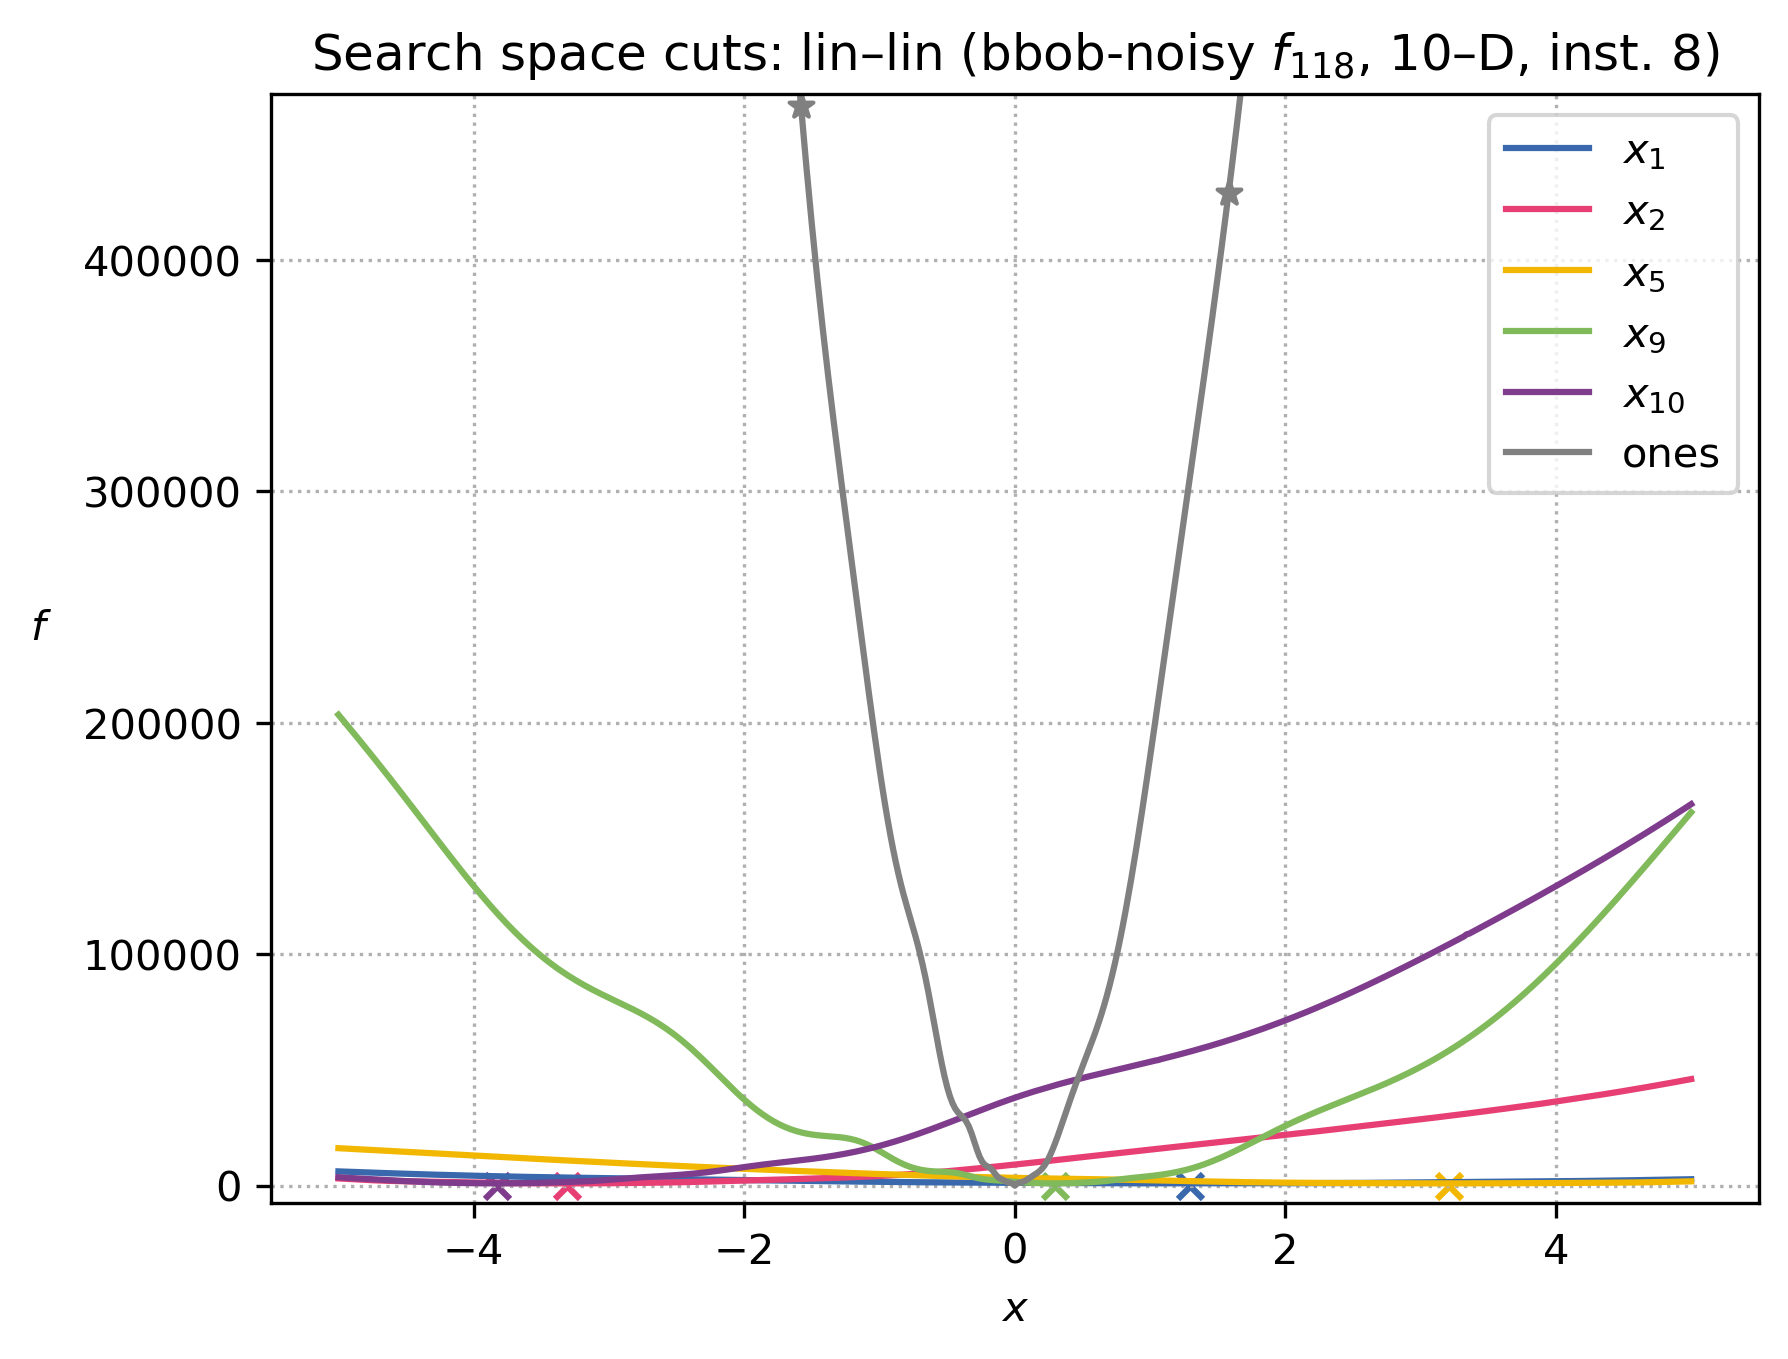 Search space cuts: lin–lin (bbob-noisy f₁₁₈, 10–D, inst. 8)
x₁
x₂
x₅
x₉
x₁₀
ones
400000
300000
200000
100000
0
f
−4
−2
0
2
4
x